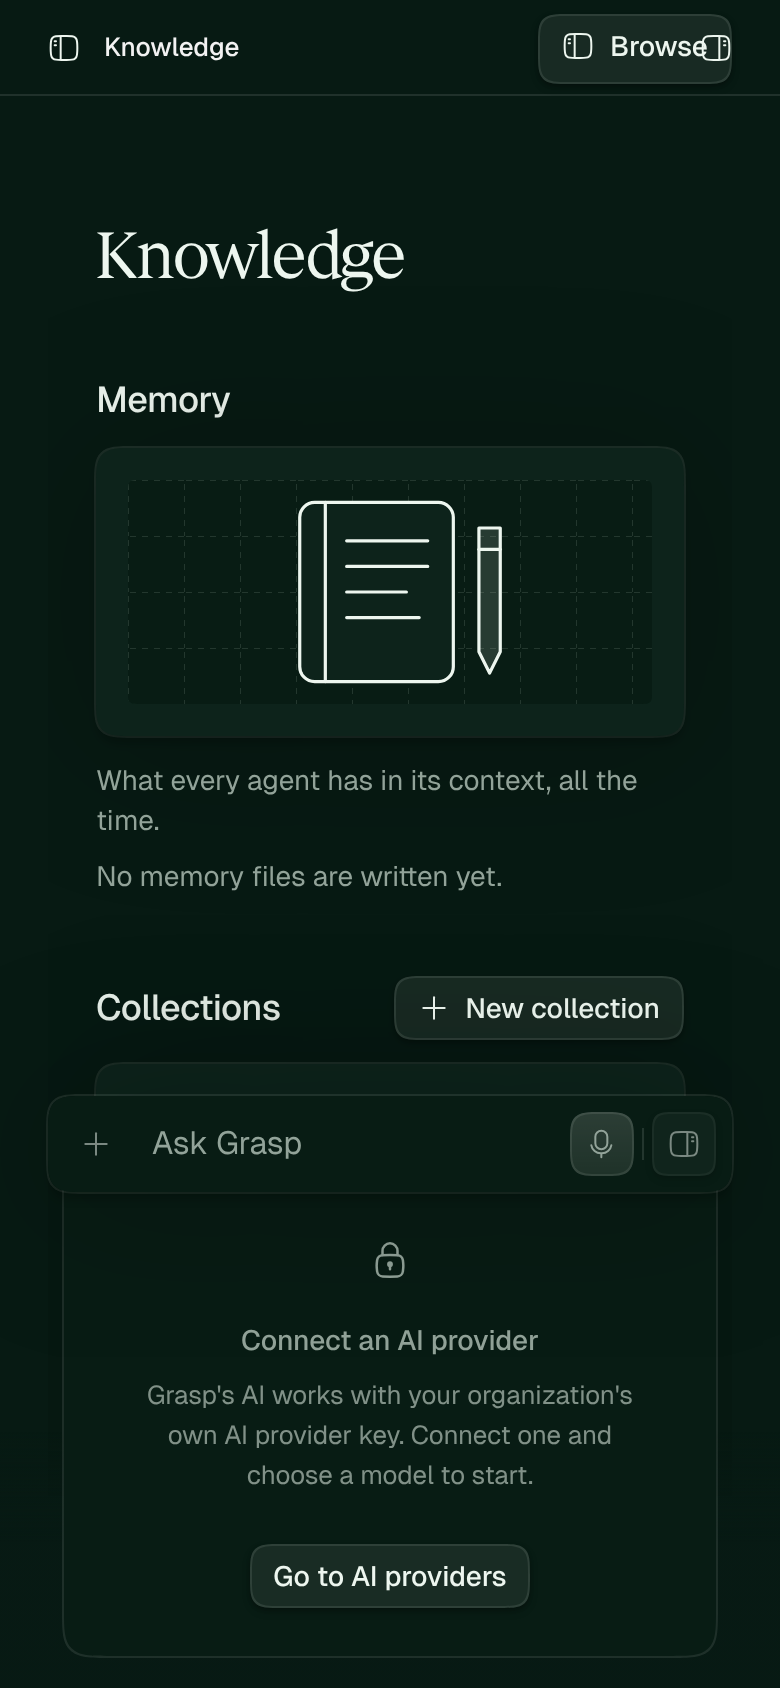 Knowledge
Browse
Knowledge
Memory
What every agent has in its context, all the
time.
No memory files are written yet.
Collections
New collection
Ask Grasp
Connect an AI provider
Grasp's AI works with your organization's
own AI provider key. Connect one and
choose a model to start.
Go to AI providers